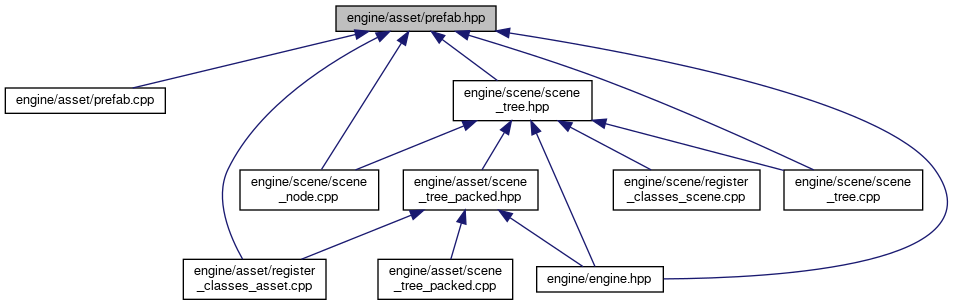 engine/asset/prefab.hpp
engine/asset/prefab.cpp
engine/scene/scene
_tree.hpp
engine/scene/scene
_node.cpp
engine/asset/scene
_tree_packed.hpp
engine/scene/register
_classes_scene.cpp
engine/scene/scene
_tree.cpp
engine/asset/register
_classes_asset.cpp
engine/asset/scene
_tree_packed.cpp
engine/engine.hpp